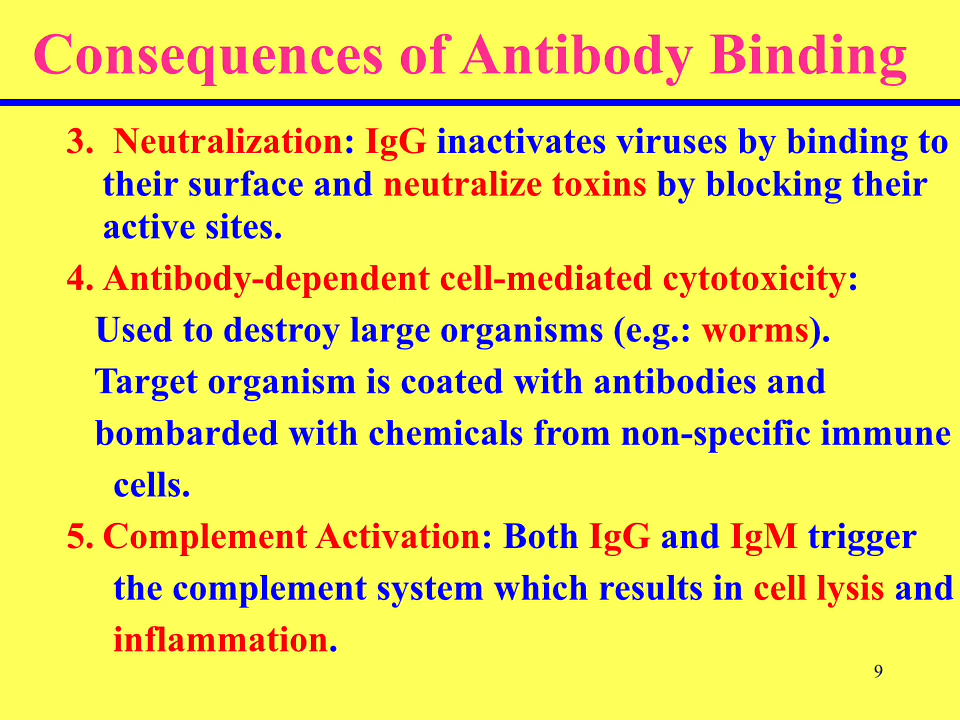 Consequences of Antibody Binding
3. Neutralization: IgG inactivates viruses by binding to
their surface and neutralize toxins by blocking their
active sites.
4. Antibody-dependent cell-mediated cytotoxicity:
Used to destroy large organisms (e.g.: worms).
Target organism is coated with antibodies and
bombarded with chemicals from non-specific immune
cells.
5. Complement Activation: Both IgG and IgM trigger
the complement system which results in cell lysis and
inflammation.
9